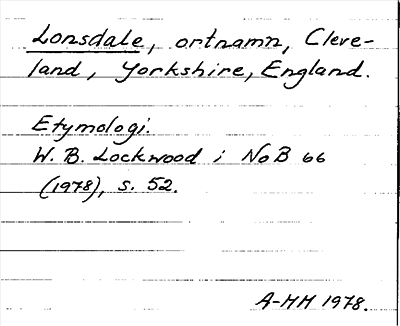 Lonsdale, ortnamn, Cleve-
land, Yorkshire, England.
Etymologi.
W. B. Lockwood i NoB 66
(1978), s. 52.
A-HH 1978.